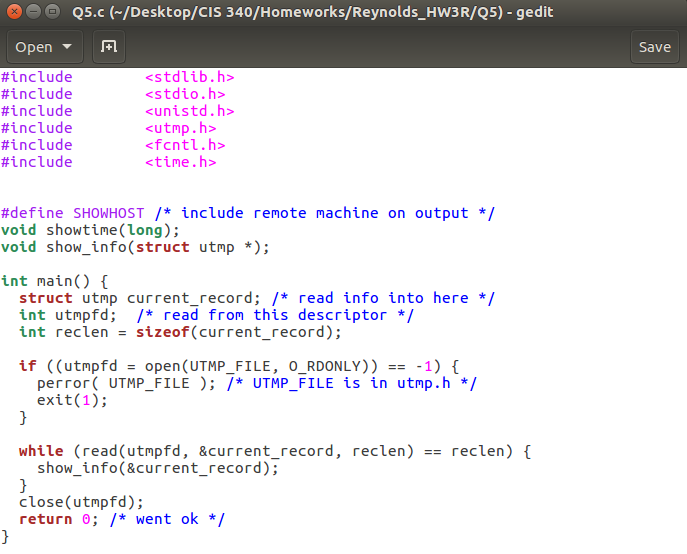 Q5.c (~/Desktop/CIS 340/Homeworks/Reynolds_HW3R/Q5) - gedit
Open Save
#include        <stdlib.h>
#include        <stdio.h>
#include        <unistd.h>
#include        <utmp.h>
#include        <fcntl.h>
#include        <time.h>
#define SHOWHOST /* include remote machine on output */
void showtime(long);
void show_info(struct utmp *);
int main() {
  struct utmp current_record; /* read info into here */
  int utmpfd;  /* read from this descriptor */
  int reclen = sizeof(current_record);
  if ((utmpfd = open(UTMP_FILE, O_RDONLY)) == -1) {
    perror( UTMP_FILE ); /* UTMP_FILE is in utmp.h */
    exit(1);
  }
  while (read(utmpfd, &current_record, reclen) == reclen) {
    show_info(&current_record);
  }
  close(utmpfd);
  return 0; /* went ok */
}